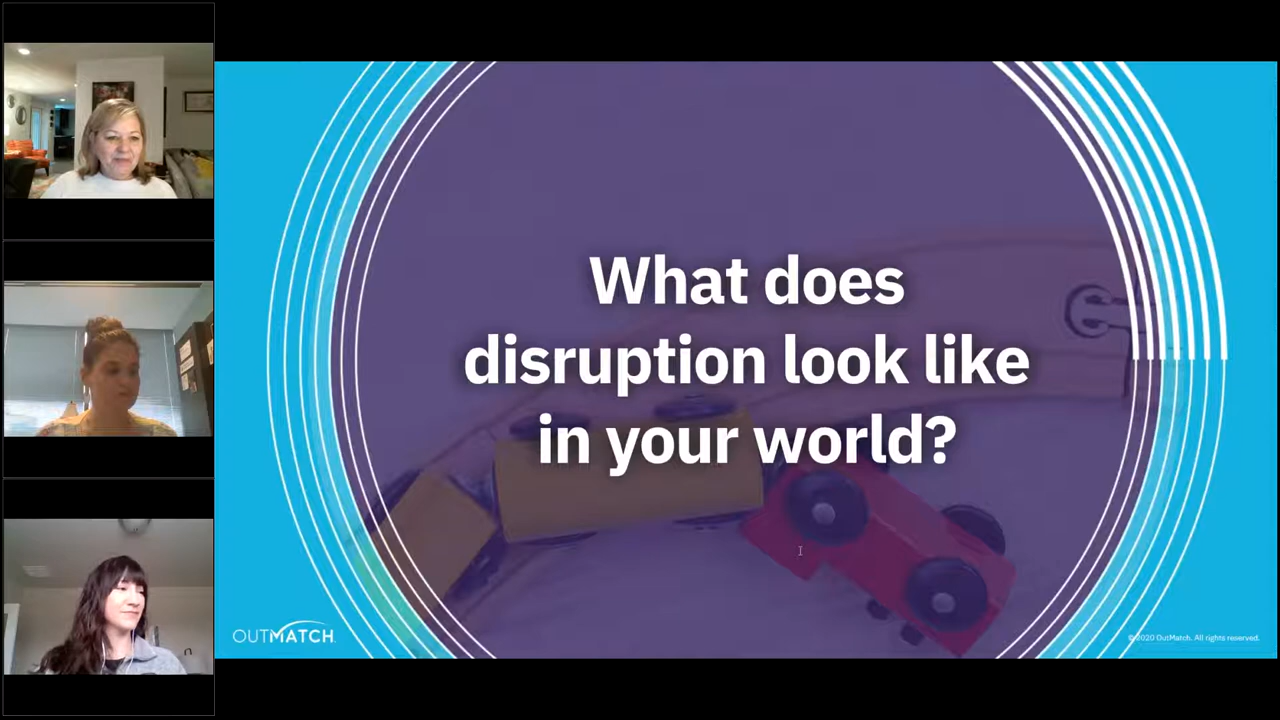 What does
disruption look like
in your world?
OUTMATCH
© 2020 OutMatch. All rights reserved.